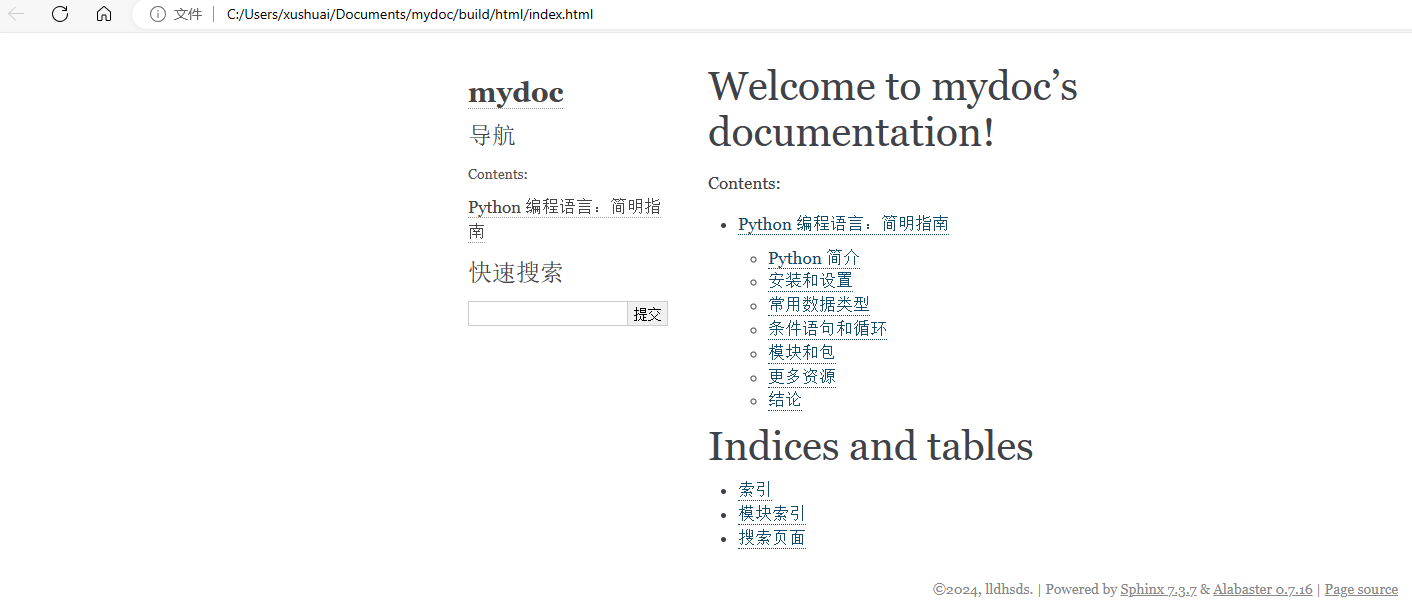 文件 | C:/Users/xushuai/Documents/mydoc/build/html/index.html
mydoc
导航
Contents:
Python 编程语言：简明指
南
快速搜索
提交
Welcome to mydoc’s
documentation!
Contents:
Python 编程语言：简明指南
Python 简介
安装和设置
常用数据类型
条件语句和循环
模块和包
更多资源
结论
Indices and tables
索引
模块索引
搜索页面
©2024, lldhsds. | Powered by Sphinx 7.3.7 & Alabaster 0.7.16 | Page source